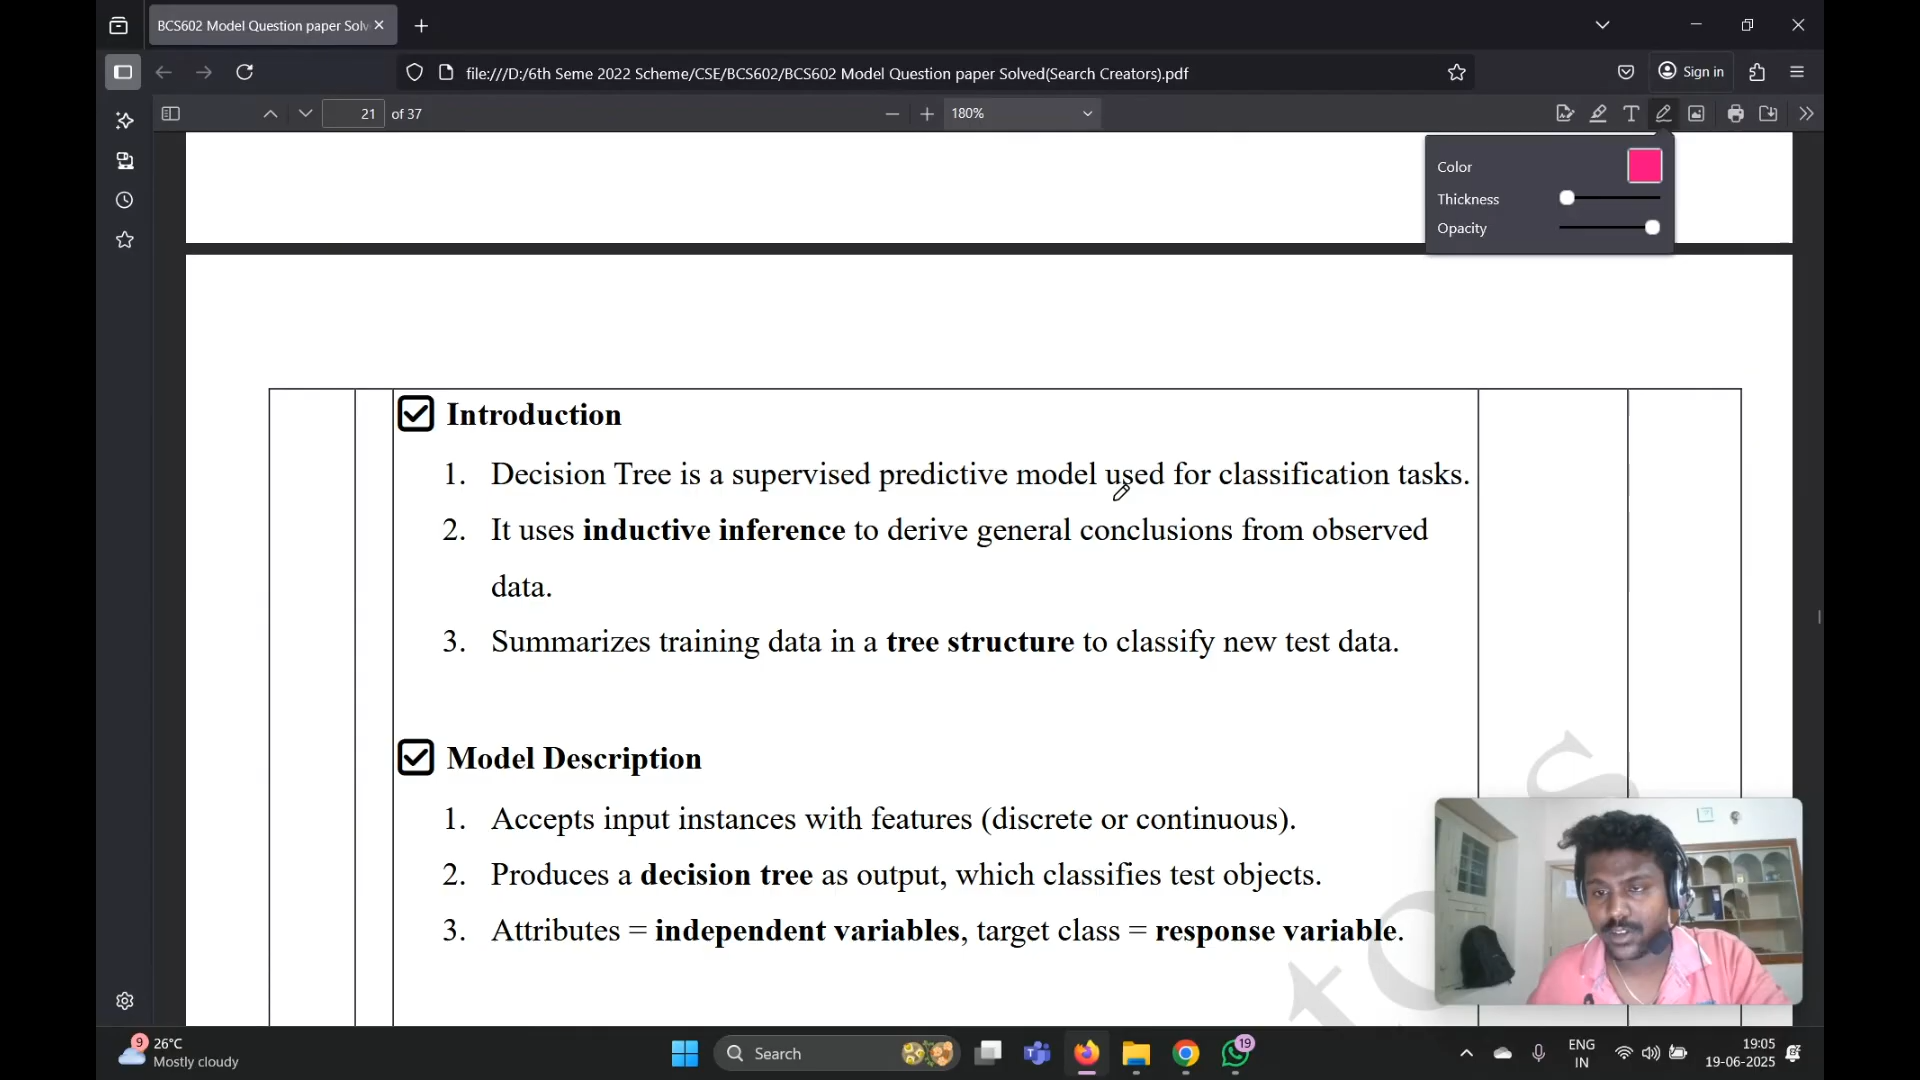 BCS602 Model Question paper Solv
file:///D:/6th Seme 2022 Scheme/CSE/BCS602/BCS602 Model Question paper Solved(Search Creators).pdf
Sign in
21 of 37
180%
Color
Thickness
Opacity
Introduction
1. Decision Tree is a supervised predictive model used for classification tasks.
2. It uses inductive inference to derive general conclusions from observed
data.
3. Summarizes training data in a tree structure to classify new test data.
Model Description
1. Accepts input instances with features (discrete or continuous).
2. Produces a decision tree as output, which classifies test objects.
3. Attributes = independent variables, target class = response variable.
tors
9
26°C
Mostly cloudy
Search
19
ENG
IN
19:05
19-06-2025